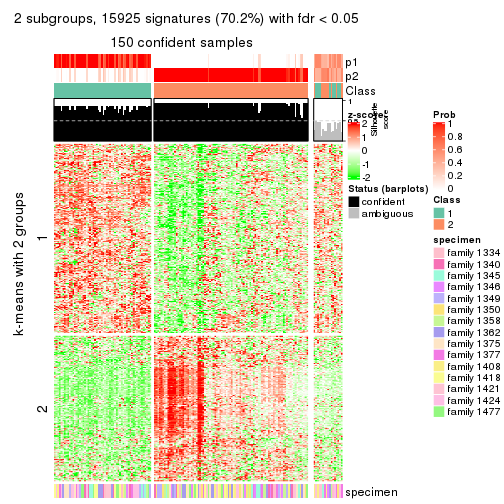 2 subgroups, 15925 signatures (70.2%) with fdr < 0.05
150 confident samples
p1
p2
Class
1
0.5
0
Silhouette
score
k-means with 2 groups
1
2
specimen
z-score
2
1
0
-1
-2
Status (barplots)
confident
ambiguous
Prob
1
0.8
0.6
0.4
0.2
0
Class
1
2
specimen
family 1334
family 1340
family 1345
family 1346
family 1349
family 1350
family 1358
family 1362
family 1375
family 1377
family 1408
family 1418
family 1421
family 1424
family 1477